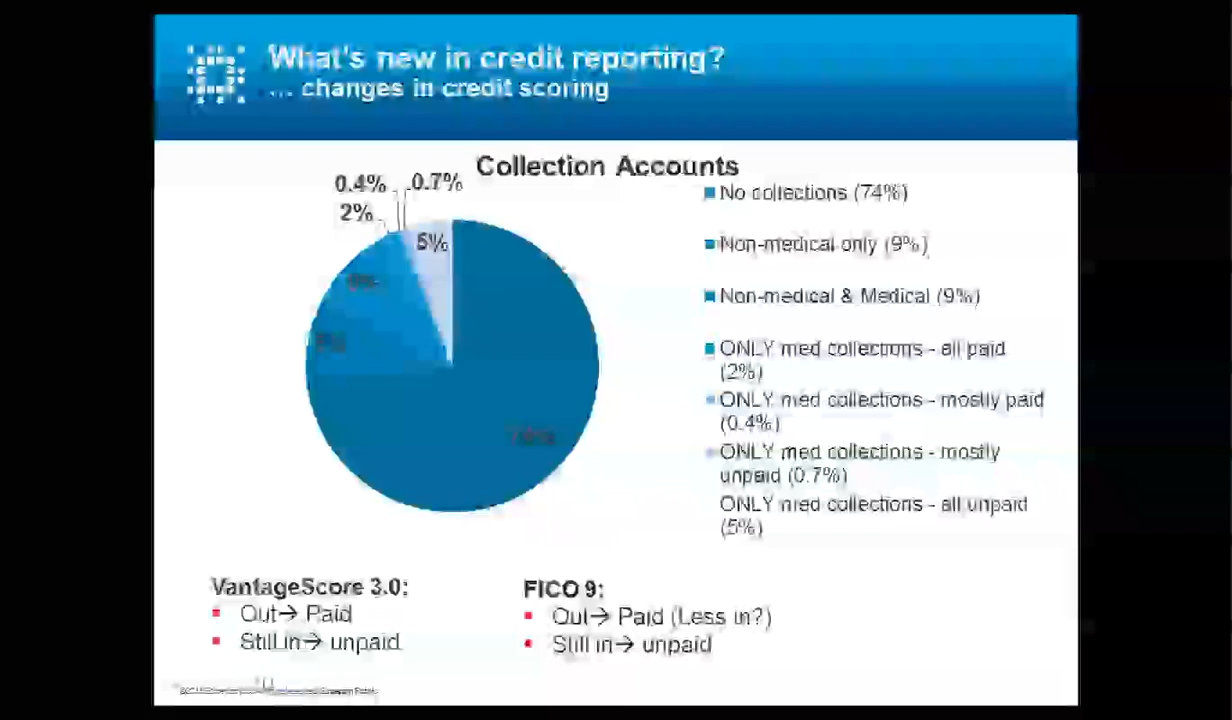 What's new in credit reporting?
... changes in credit scoring
Collection Accounts
0.4%
0.7%
2%
5%
No collections (74%)
Non-medical only (9%)
Non-medical & Medical (9%)
ONLY med collections - all paid
(2%)
ONLY med collections - mostly paid
(0.4%)
ONLY med collections - mostly
unpaid (0.7%)
ONLY med collections - all unpaid
(5%)
VantageScore 3.0:
Out→ Paid
Still in→ unpaid
FICO 9:
Out→ Paid (Less in?)
Still in→ unpaid